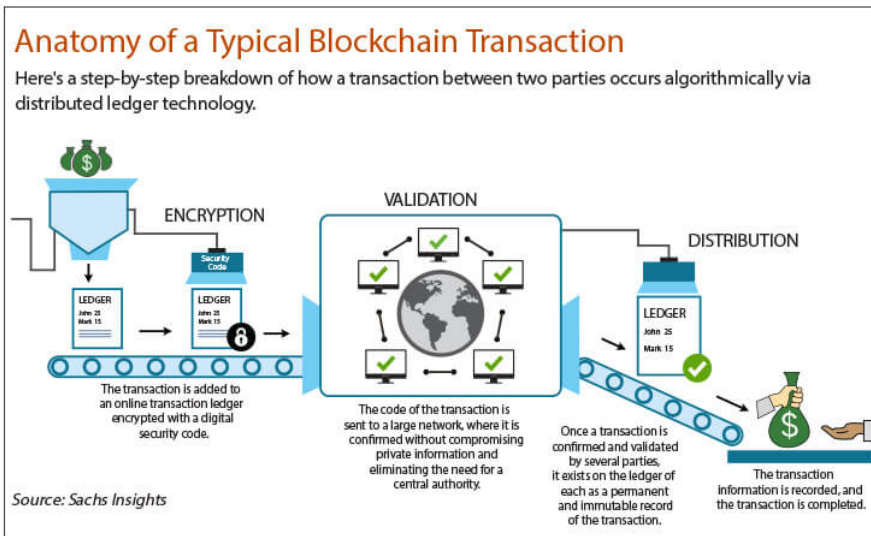 Anatomy of a Typical Blockchain Transaction
Here's a step-by-step breakdown of how a transaction between two parties occurs algorithmically via
distributed ledger technology.
$
ENCRYPTION
Security
Code
LEDGER
John 25
Mark 15
LEDGER
John 25
Mark 15
The transaction is added to
an online transaction ledger
encrypted with a digital
security code.
VALIDATION
The code of the transaction is
sent to a large network, where it is
confirmed without compromising
private information and
eliminating the need for a
central authority.
DISTRIBUTION
LEDGER
John 25
Mark 15
Once a transaction is
confirmed and validated
by several parties,
it exists on the ledger of
each as a permanent
and immutable record
of the transaction.
$
The transaction
information is recorded, and
the transaction is completed.
Source: Sachs Insights